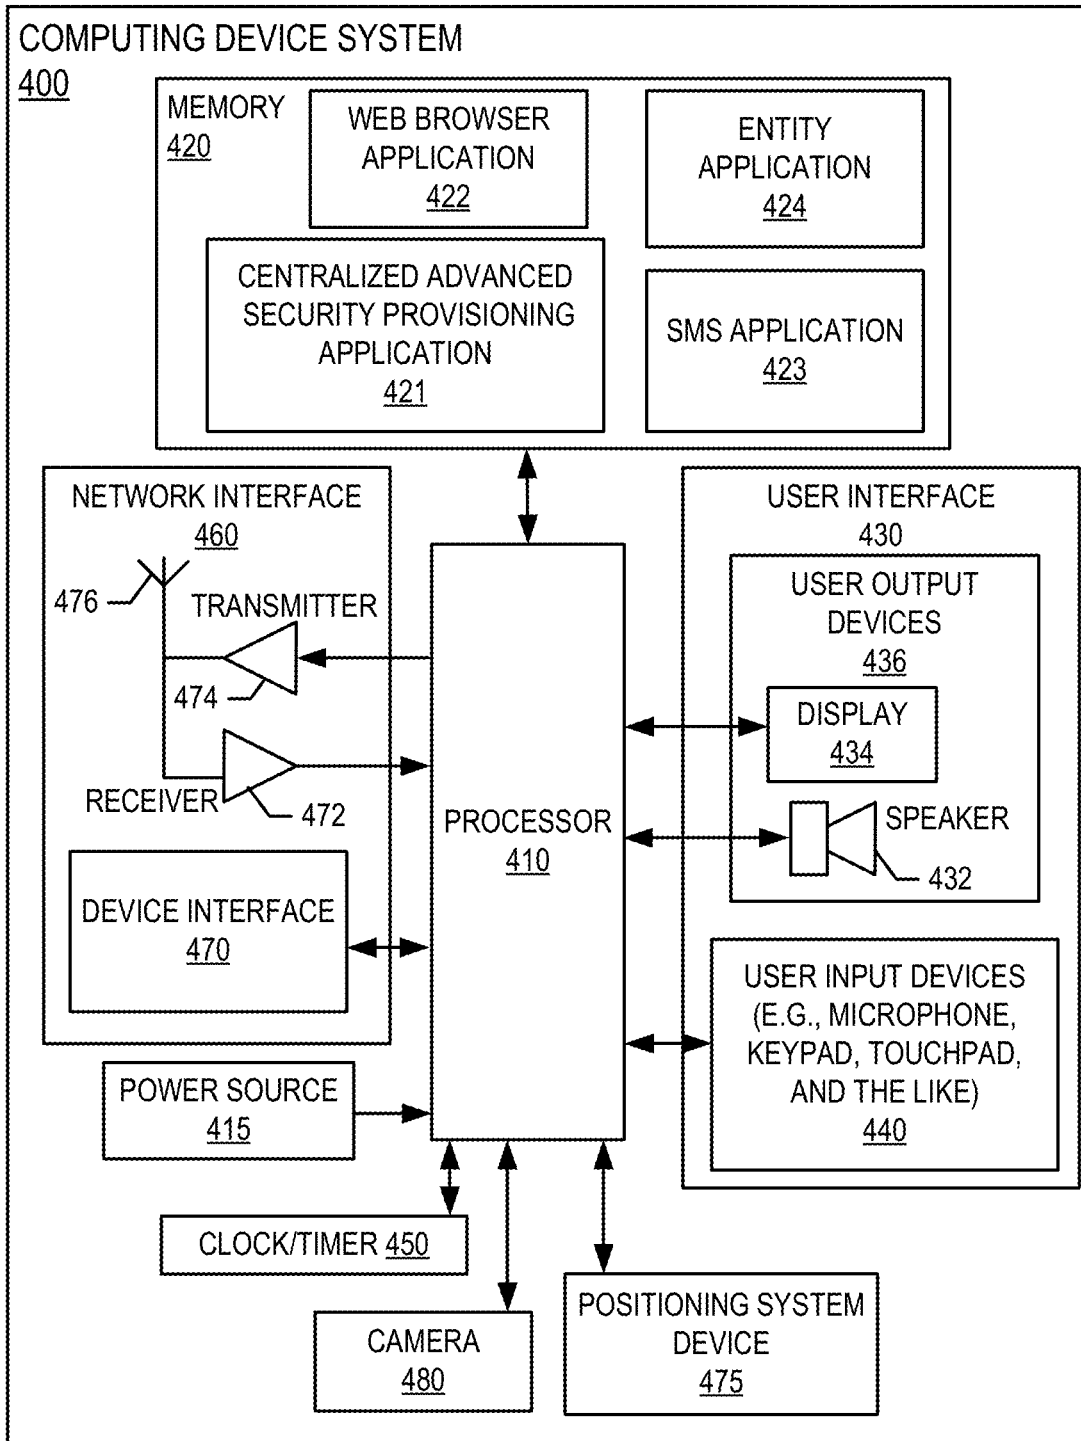 COMPUTING DEVICE SYSTEM
400
MEMORY
420
WEB BROWSER
APPLICATION
422
ENTITY
APPLICATION
424
CENTRALIZED ADVANCED
SECURITY PROVISIONING
APPLICATION
421
SMS APPLICATION
423
NETWORK INTERFACE
460
476
TRANSMITTER
474
RECEIVER
472
DEVICE INTERFACE
470
PROCESSOR
410
USER INTERFACE
430
USER OUTPUT
DEVICES
436
DISPLAY
434
SPEAKER
432
USER INPUT DEVICES
(E.G., MICROPHONE,
KEYPAD, TOUCHPAD,
AND THE LIKE)
440
POWER SOURCE
415
CLOCK/TIMER 450
CAMERA
480
POSITIONING SYSTEM
DEVICE
475